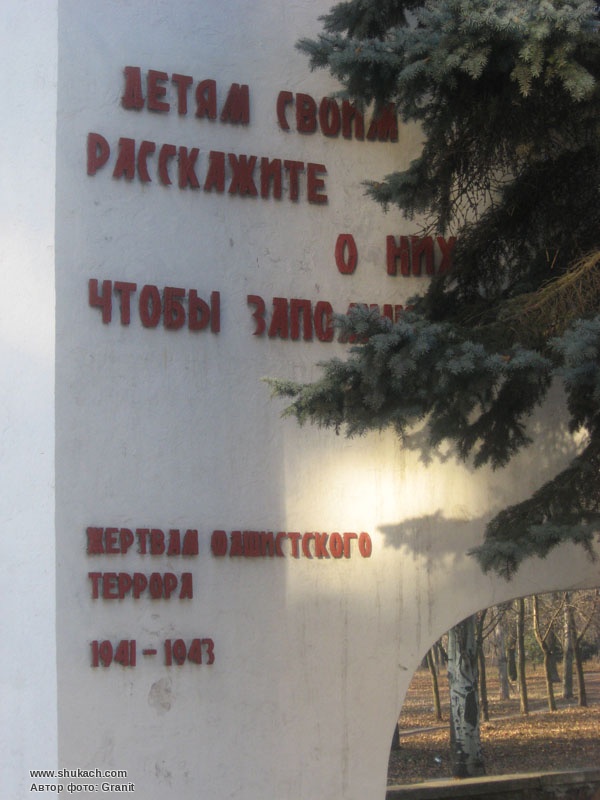 ДЕТЯМ СВОИМ
РАССКАЖИТЕ
О НИХ
ЧТОБЫ
ЖЕРТВАМ ФАШИСТСКОГО
ТЕРРОРА
1941 - 1943
www.shukach.com
Автор фото: Granit